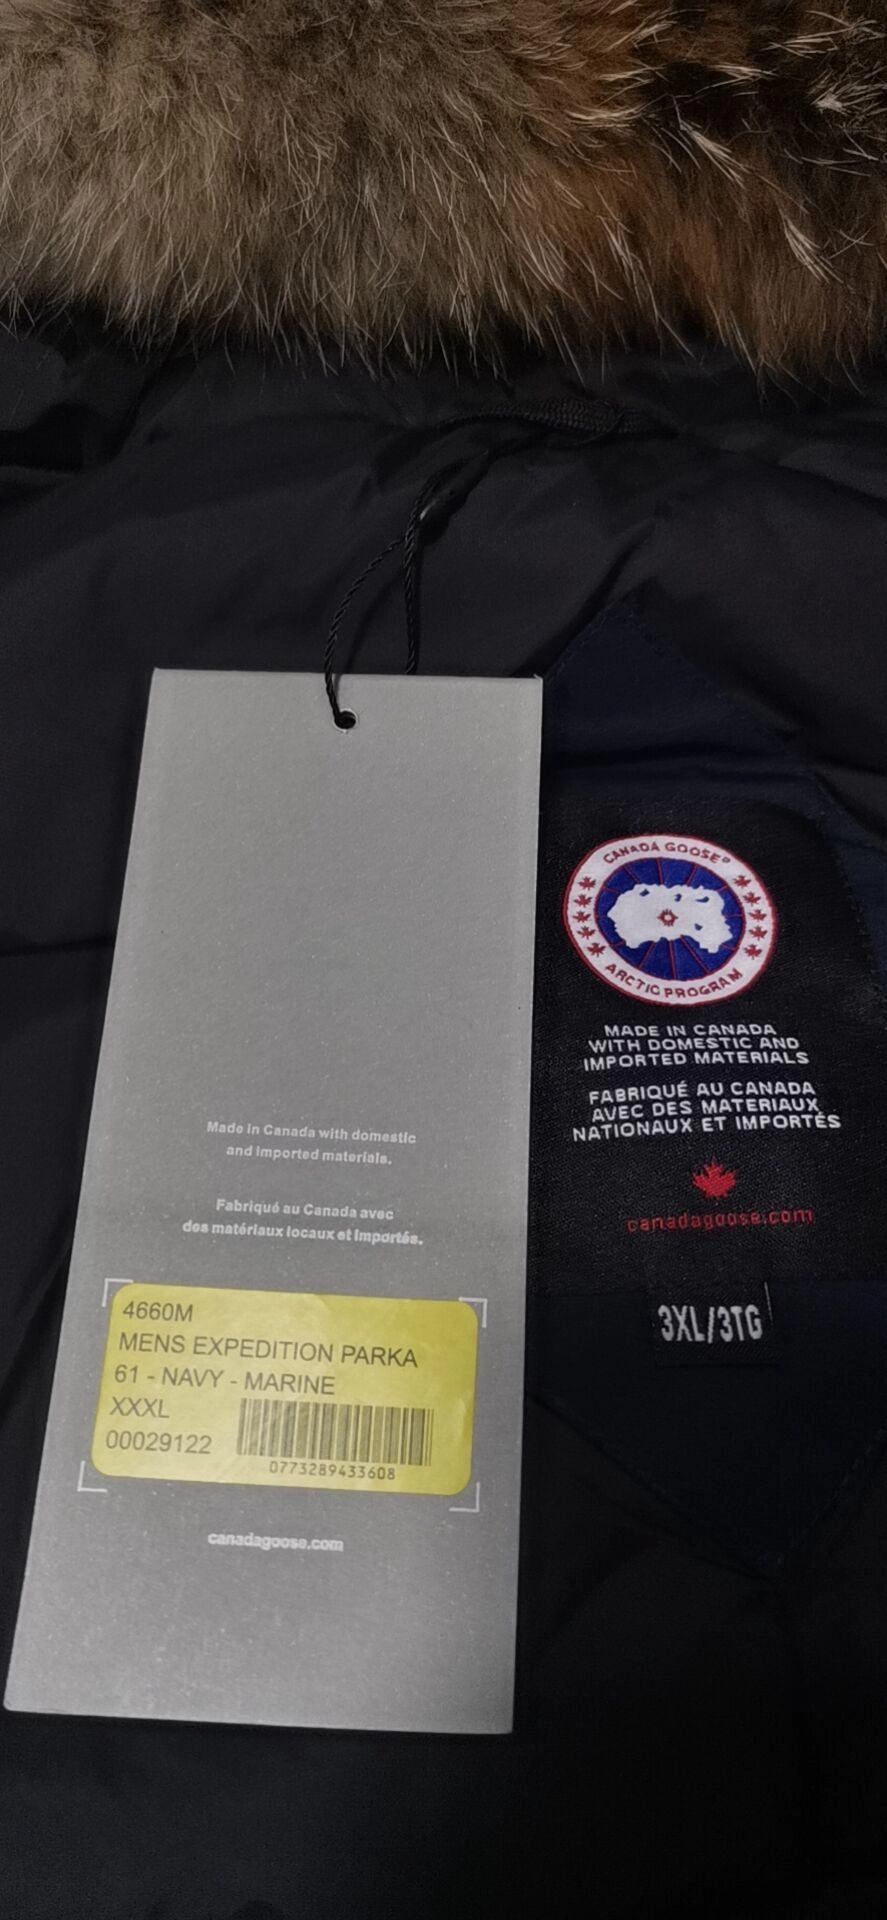 Made in Canada with domestic
and imported materials.
Fabriqué au Canada avec
des matériaux locaux et importés.
4660M
MENS EXPEDITION PARKA
61 - NAVY - MARINE
XXXL
00029122
0773289433608
canadagoose.com
CANADA GOOSE®
ARCTIC PROGRAM
MADE IN CANADA
WITH DOMESTIC AND
IMPORTED MATERIALS
FABRIQUÉ AU CANADA
AVEC DES MATERIAUX
NATIONAUX ET IMPORTÉS
canadagoose.com
3XL/3TG